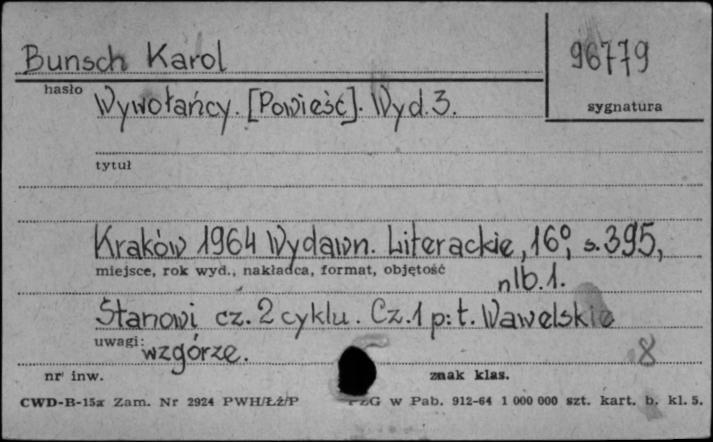 Bunsch Karol
96779
hasło
Wywołańcy. [Powieść]. Wyd. 3.
sygnatura
tytuł
Kraków 1964 Wydawn. Literackie, 16°, s. 395,
miejsce, rok wyd., nakładca, format, objętość
nlb. 1.
Stanowi cz. 2 cyklu. Cz. 1 p: t. Wawelskie
uwagi:
wzgórze.
8
nr inw.
znak klas.
CWD-B-15a Zam. Nr 2924 PWH/Łż/P
w Pab. 912-64 1 000 000 szt. kart. b. kl. 5.